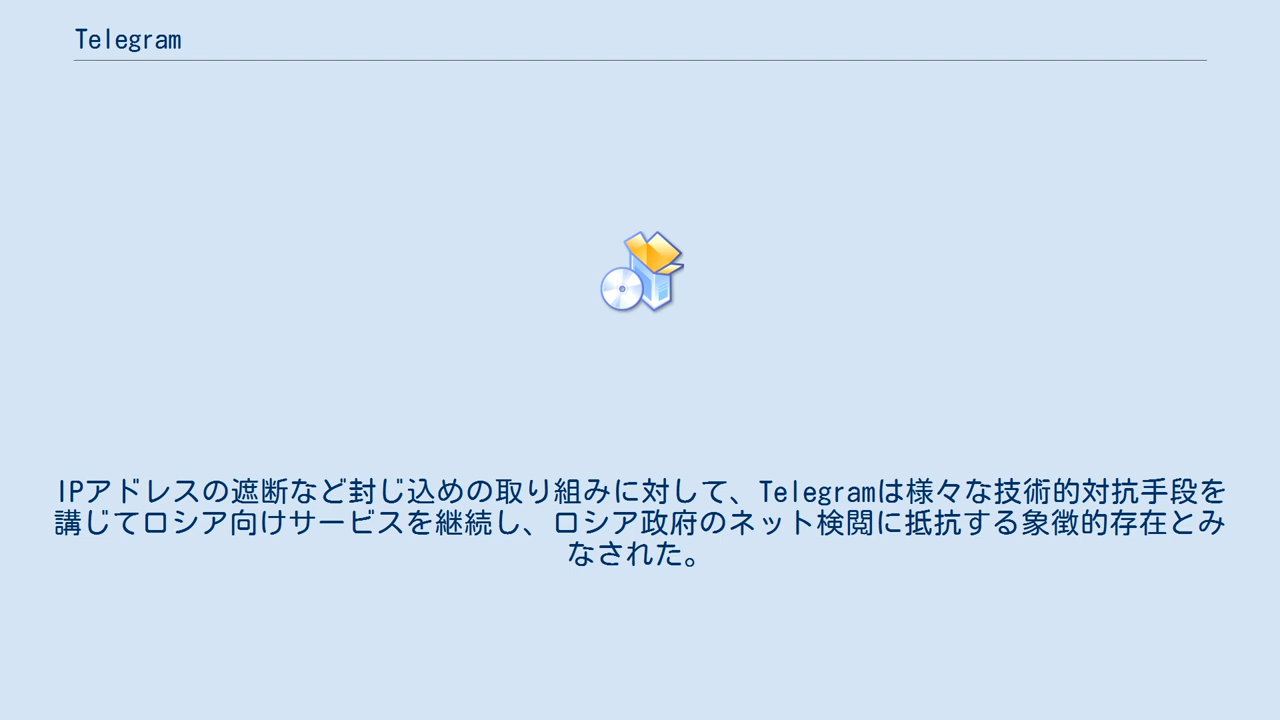 Telegram
IPアドレスの遮断など封じ込めの取り組みに対して、Telegramは様々な技術的対抗手段を
講じてロシア向けサービスを継続し、ロシア政府のネット検閲に抵抗する象徴的存在とみ
なされた。